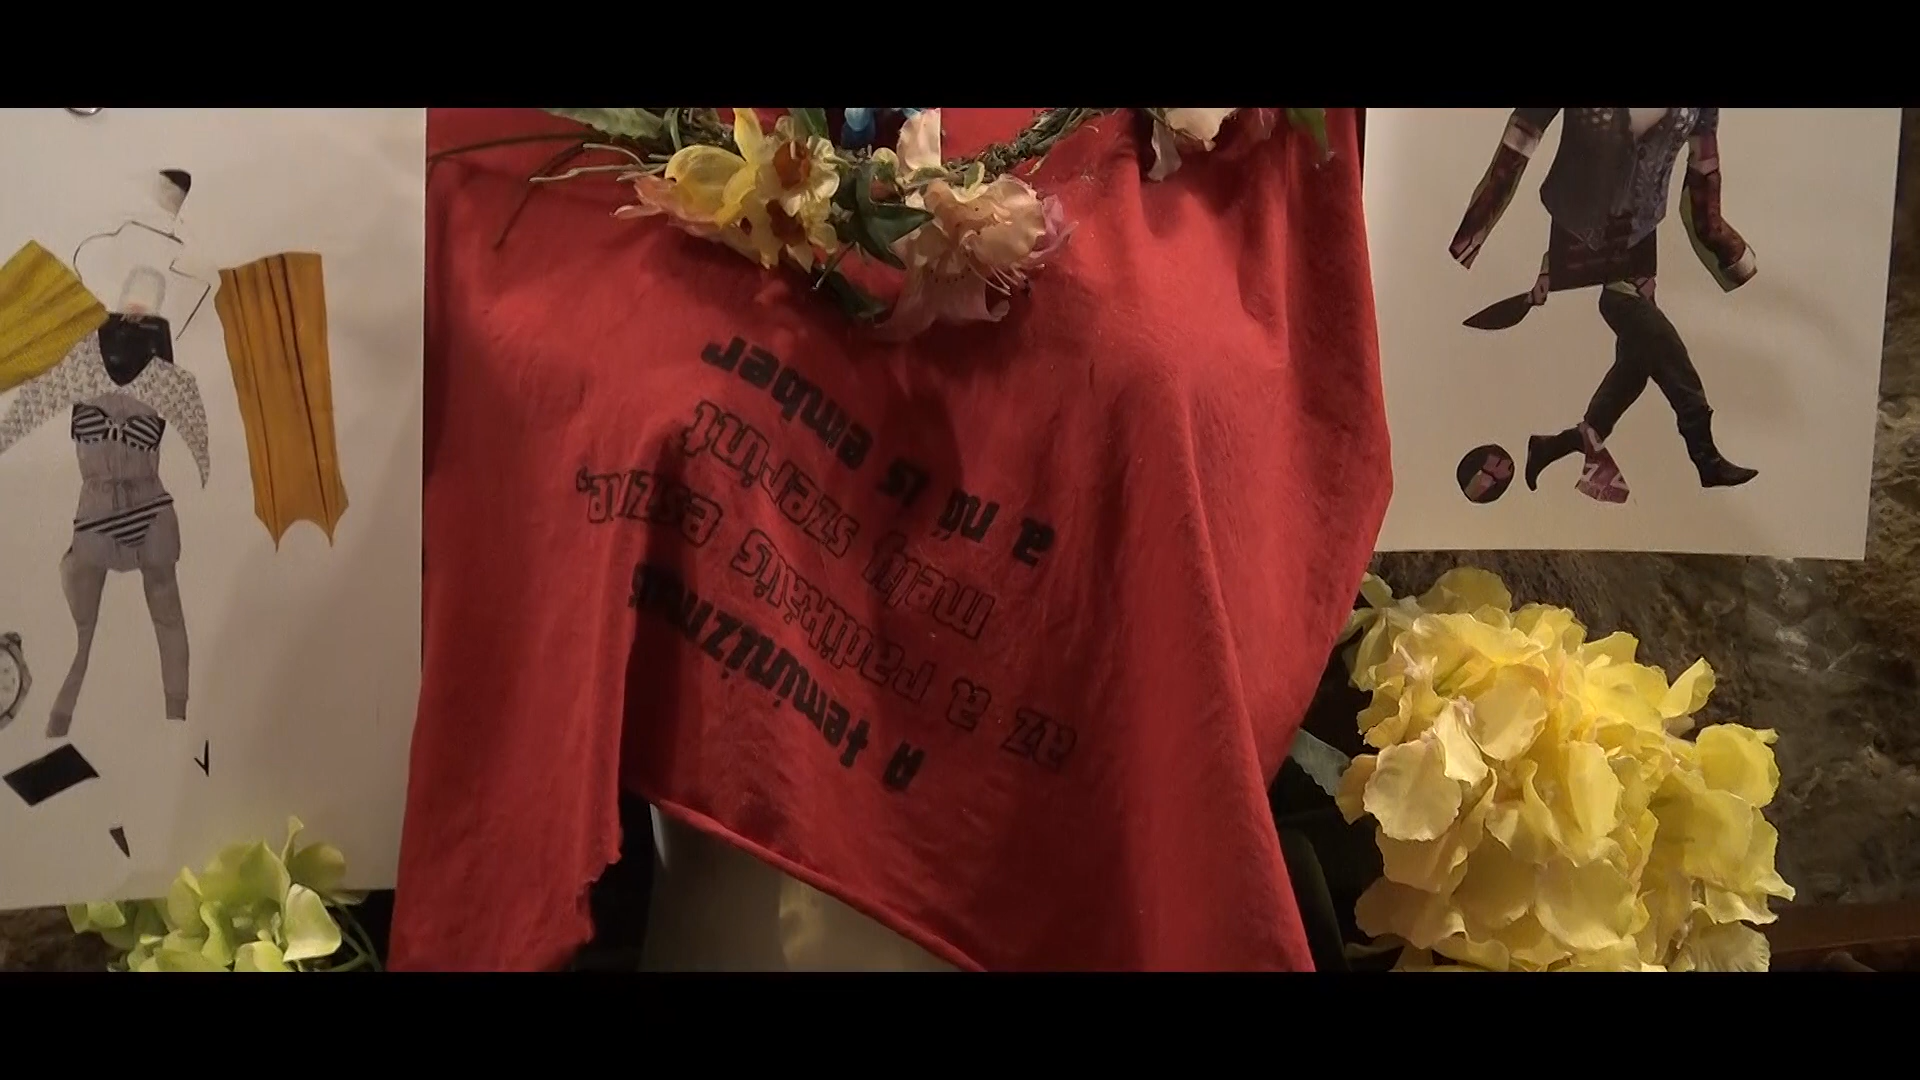 A feminizmus
az a radikális eszme,
mely szerint
a nő is ember